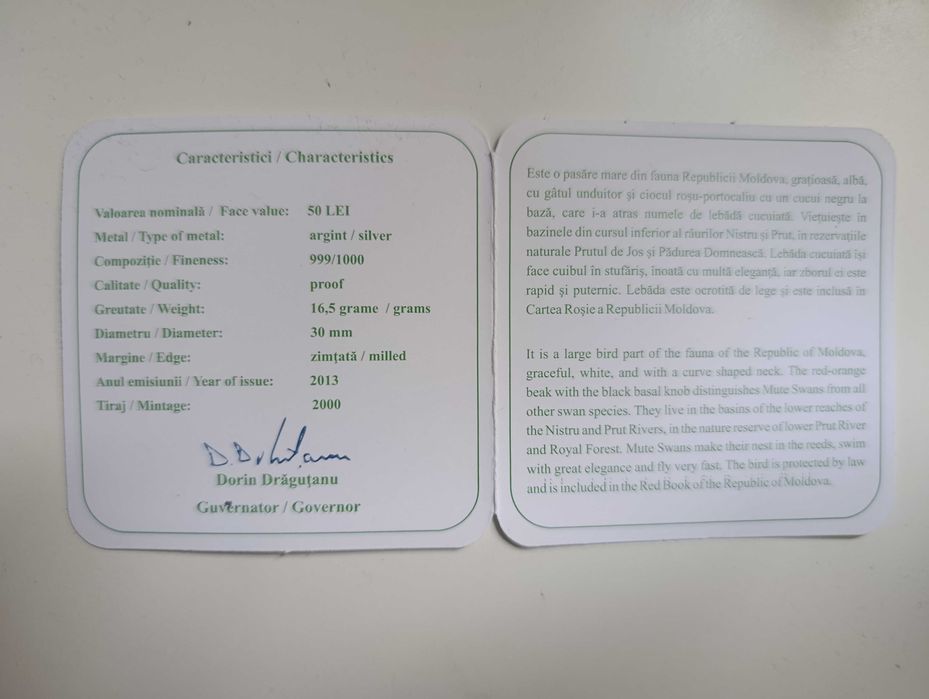 Caracteristici / Characteristics
Valoarea nominală / Face value: 50 LEI
Metal / Type of metal: argint / silver
Compoziție / Fineness: 999/1000
Calitate / Quality: proof
Greutate / Weight: 16,5 grame / grams
Diametru / Diameter: 30 mm
Margine / Edge: zimțată / milled
Anul emisiunii / Year of issue: 2013
Tiraj / Mintage: 2000
Dorin Drăguțanu
Guvernator / Governor
Este o pasăre mare din fauna Republicii Moldova, grațioasă, albă,
cu gâtul unduitor și ciocul roșu-portocaliu cu un cucui negru la
bază, care i-a atras numele de lebădă cucuiată. Viețuiește în
bazinele din cursul inferior al râurilor Nistru și Prut, în rezervațiile
naturale Prutul de Jos și Pădurea Domnească. Lebăda cucuiată își
face cuibul în stufăriș, înoată cu multă eleganță, iar zborul ei este
rapid și puternic. Lebăda este ocrotită de lege și este inclusă în
Cartea Roșie a Republicii Moldova.
It is a large bird part of the fauna of the Republic of Moldova,
graceful, white, and with a curve shaped neck. The red-orange
beak with the black basal knob distinguishes Mute Swans from all
other swan species. They live in the basins of the lower reaches of
the Nistru and Prut Rivers, in the nature reserve of lower Prut River
and Royal Forest. Mute Swans make their nest in the reeds, swim
with great elegance and fly very fast. The bird is protected by law
and is included in the Red Book of the Republic of Moldova.